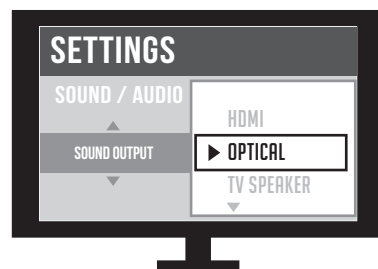 SETTINGS
SOUND / AUDIO
SOUND OUTPUT
HDMI
OPTICAL
TV SPEAKER